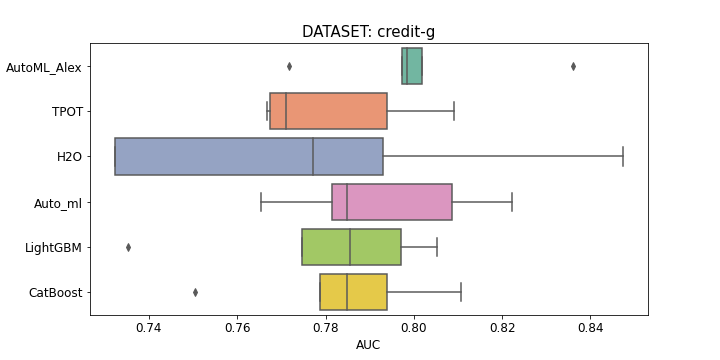 DATASET: credit-g
AutoML_Alex
TPOT
H2O
Auto_ml
LightGBM
CatBoost
0.74 0.76 0.78 0.80 0.82 0.84
AUC